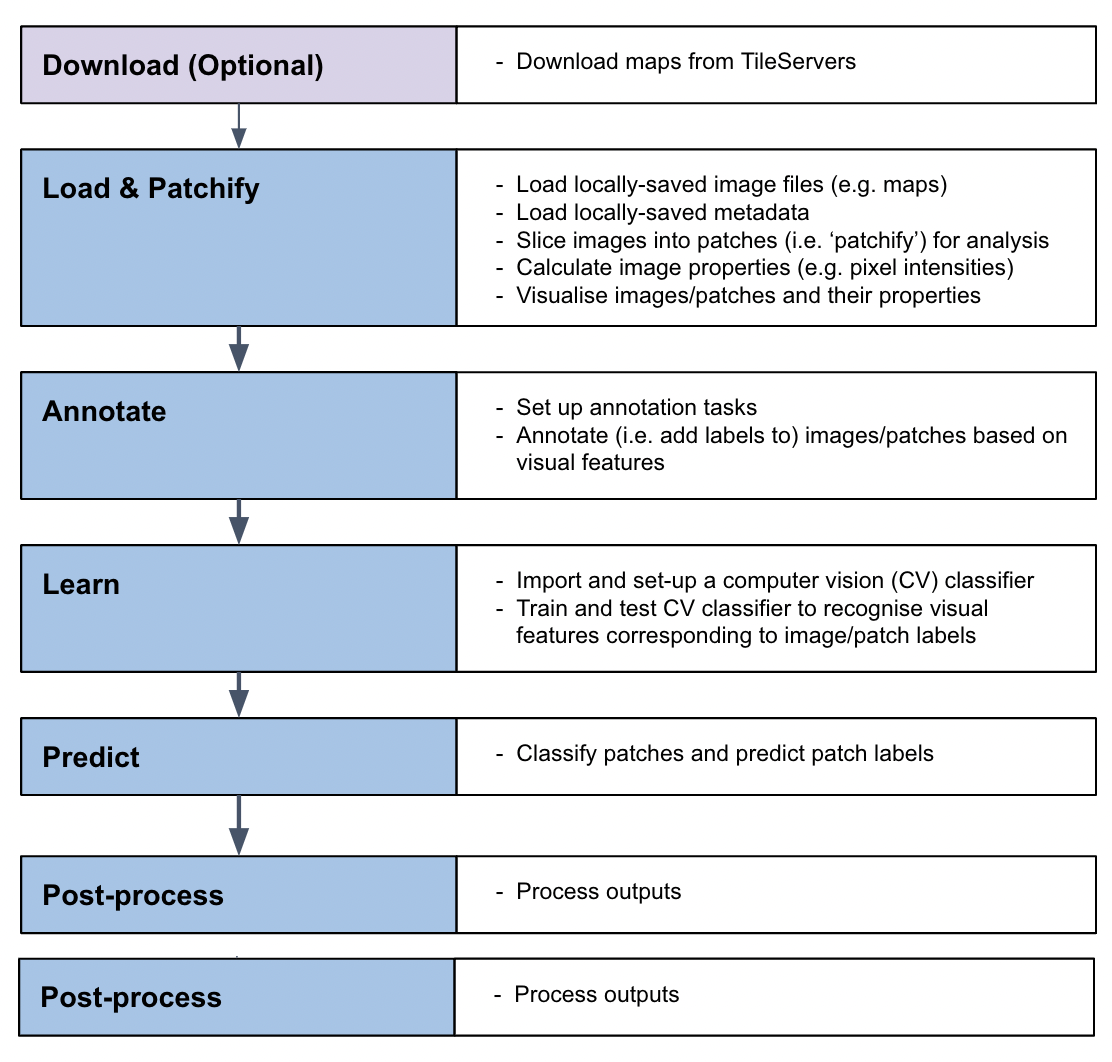 Download (Optional)
- Download maps from TileServers
Load & Patchify
- Load locally-saved image files (e.g. maps)
- Load locally-saved metadata
- Slice images into patches (i.e. ‘patchify’) for analysis
- Calculate image properties (e.g. pixel intensities)
- Visualise images/patches and their properties
Annotate
- Set up annotation tasks
- Annotate (i.e. add labels to) images/patches based on
visual features
Learn
- Import and set-up a computer vision (CV) classifier
- Train and test CV classifier to recognise visual
features corresponding to image/patch labels
Predict
- Classify patches and predict patch labels
Post-process
- Process outputs
Post-process
- Process outputs